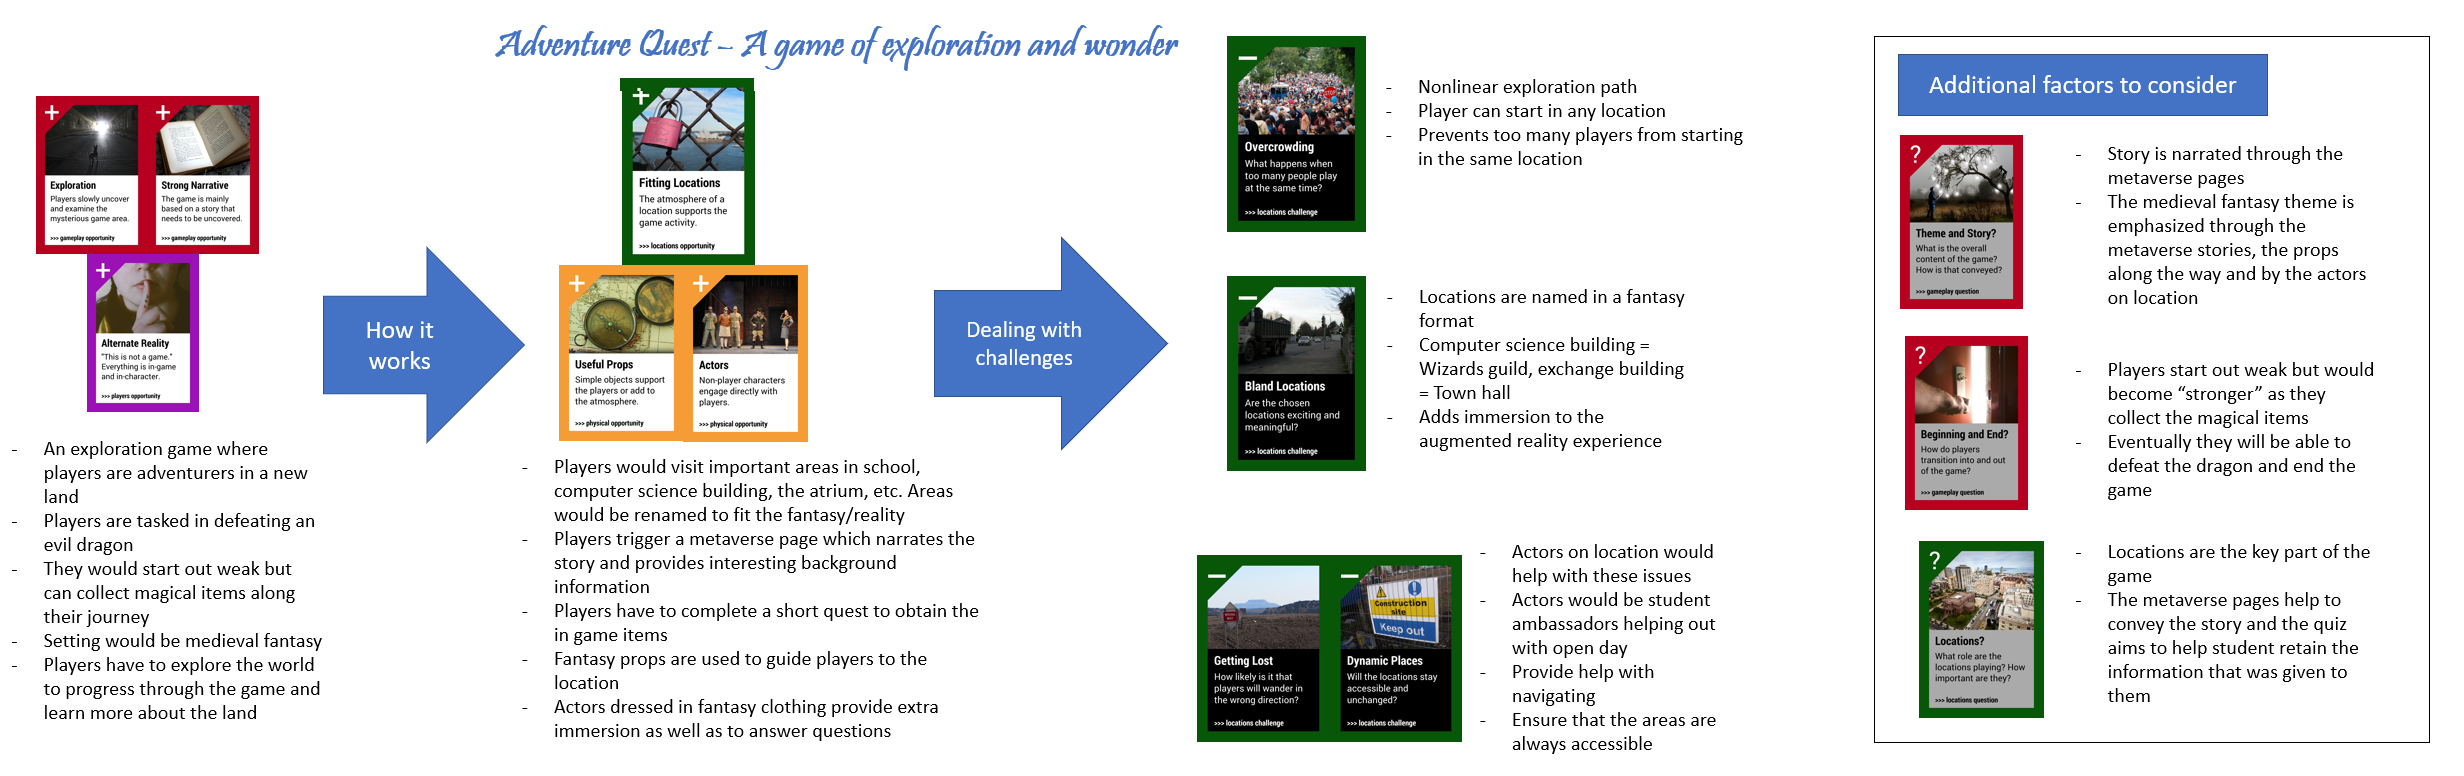 Adventure Quest – A game of exploration and wonder
+
+
Exploration
Players slowly uncover
and examine the
mysterious game area.
>>> gameplay opportunity
Strong Narrative
The game is mainly
based on a story that
needs to be uncovered.
>>> gameplay opportunity
+
Alternate Reality
"This is not a game."
Everything is in-game
and in-character.
>>> players opportunity
- An exploration game where
players are adventurers in a new
land
- Players are tasked in defeating an
evil dragon
- They would start out weak but
can collect magical items along
their journey
- Setting would be medieval fantasy
- Players have to explore the world
to progress through the game and
learn more about the land
How it
works
+
Fitting Locations
The atmosphere of a
location supports the
game activity.
>>> locations opportunity
+
+
Useful Props
Simple objects support
the players or add to
the atmosphere.
>>> physical opportunity
Actors
Non-player characters
engage directly with
players.
>>> physical opportunity
- Players would visit important areas in school,
computer science building, the atrium, etc. Areas
would be renamed to fit the fantasy/reality
- Players trigger a metaverse page which narrates the
story and provides interesting background
information
- Players have to complete a short quest to obtain the
in game items
- Fantasy props are used to guide players to the
location
- Actors dressed in fantasy clothing provide extra
immersion as well as to answer questions
Dealing with
challenges
–
STOP
Overcrowding
What happens when
too many people play
at the same time?
>>> locations challenge
- Nonlinear exploration path
- Player can start in any location
- Prevents too many players from starting
in the same location
–
Bland Locations
Are the chosen
locations exciting and
meaningful?
>>> locations challenge
- Locations are named in a fantasy
format
- Computer science building =
Wizards guild, exchange building
= Town hall
- Adds immersion to the
augmented reality experience
–
–
Construction
site
Keep out
Getting Lost
How likely is it that
players will wander in
the wrong direction?
>>> locations challenge
Dynamic Places
Will the locations stay
accessible and
unchanged?
>>> locations challenge
- Actors on location would
help with these issues
- Actors would be student
ambassadors helping out
with open day
- Provide help with
navigating
- Ensure that the areas are
always accessible
Additional factors to consider
?
Theme and Story?
What is the overall
content of the game?
How is that conveyed?
>>> gameplay question
- Story is narrated through the
metaverse pages
- The medieval fantasy theme is
emphasized through the
metaverse stories, the props
along the way and by the actors
on location
?
Beginning and End?
How do players
transition into and out
of the game?
>>> gameplay question
- Players start out weak but would
become “stronger” as they
collect the magical items
- Eventually they will be able to
defeat the dragon and end the
game
?
Locations?
What role are the
locations playing? How
important are they?
>>> locations question
- Locations are the key part of the
game
- The metaverse pages help to
convey the story and the quiz
aims to help student retain the
information that was given to
them